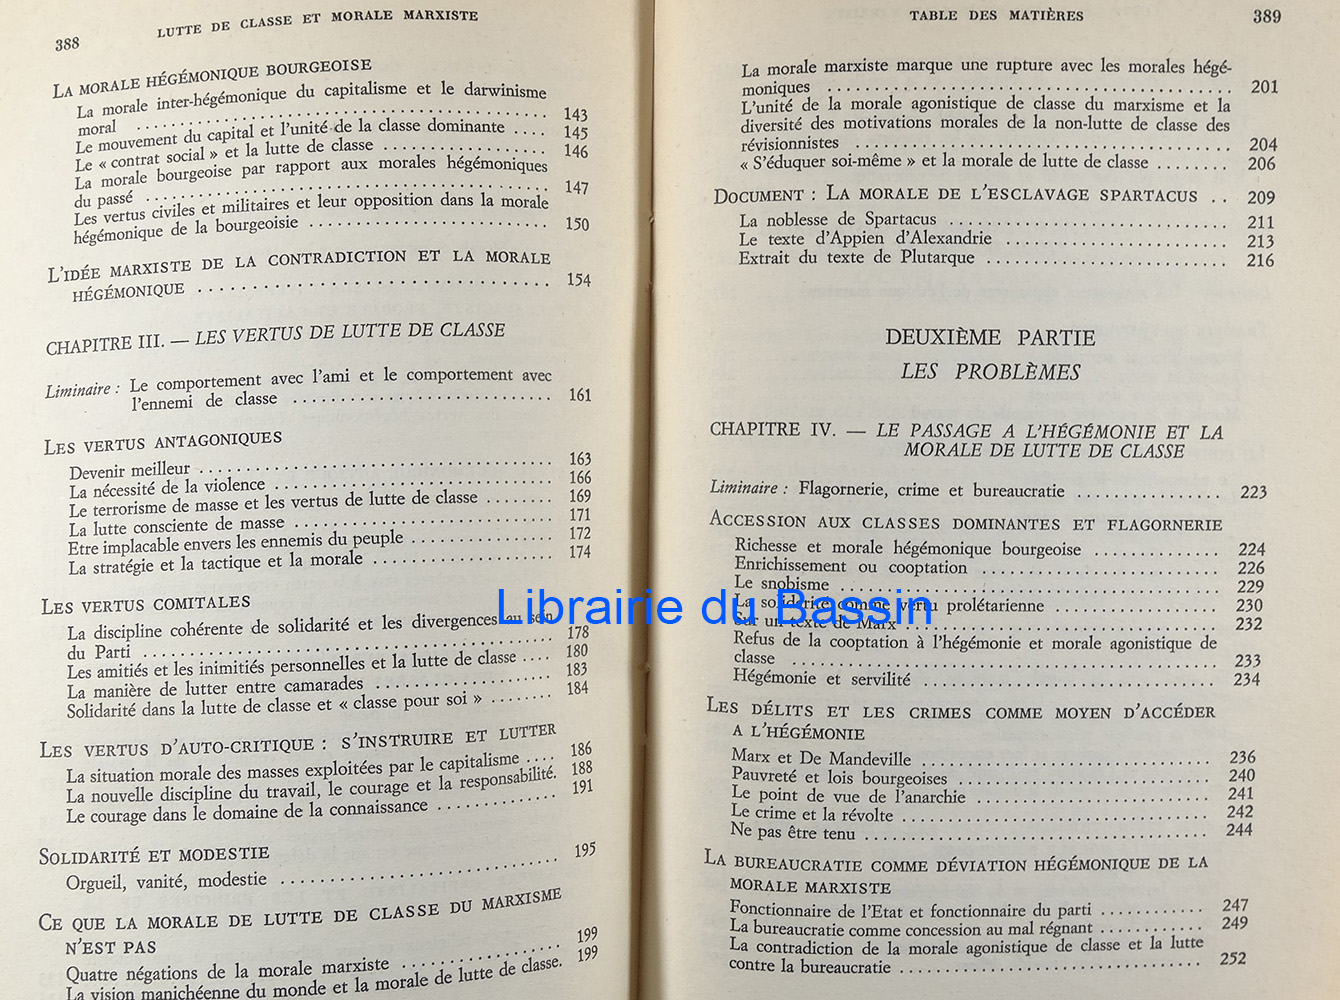 388
LUTTE DE CLASSE ET MORALE MARXISTE
LA MORALE HÉGÉMONIQUE BOURGEOISE
La morale inter-hégémonique du capitalisme et le darwinisme
moral .......... 143
Le mouvement du capital et l'unité de la classe dominante .... 145
Le « contrat social » et la lutte de classe .......... 146
La morale bourgeoise par rapport aux morales hégémoniques
du passé .......... 147
Les vertus civiles et militaires et leur opposition dans la morale
hégémonique de la bourgeoisie .......... 150
L'IDÉE MARXISTE DE LA CONTRADICTION ET LA MORALE
HÉGÉMONIQUE .......... 154
CHAPITRE III. — LES VERTUS DE LUTTE DE CLASSE
Liminaire : Le comportement avec l'ami et le comportement avec
l'ennemi de classe .......... 161
LES VERTUS ANTAGONIQUES
Devenir meilleur .......... 163
La nécessité de la violence .......... 166
Le terrorisme de masse et les vertus de lutte de classe ........ 169
La lutte consciente de masse .......... 171
Etre implacable envers les ennemis du peuple .......... 172
La stratégie et la tactique et la morale .......... 174
LES VERTUS COMITALES
La discipline cohérente de solidarité et les divergences au sein
du Parti .......... 178
Les amitiés et les inimitiés personnelles et la lutte de classe .... 180
La manière de lutter entre camarades .......... 183
Solidarité dans la lutte de classe et « classe pour soi » ........ 184
LES VERTUS D'AUTO-CRITIQUE : S'INSTRUIRE ET LUTTER
La situation morale des masses exploitées par le capitalisme .... 186
La nouvelle discipline du travail, le courage et la responsabilité. 188
Le courage dans le domaine de la connaissance .......... 191
SOLIDARITÉ ET MODESTIE 195
Orgueil, vanité, modestie ..........
CE QUE LA MORALE DE LUTTE DE CLASSE DU MARXISME
N'EST PAS
Quatre négations de la morale marxiste .......... 199
La vision manichéenne du monde et la morale de lutte de classe. 199
TABLE DES MATIÈRES
389
La morale marxiste marque une rupture avec les morales hégé-
moniques .......... 201
L'unité de la morale agonistique de classe du marxisme et la
diversité des motivations morales de la non-lutte de classe des
révisionnistes .......... 204
« S'éduquer soi-même » et la morale de lutte de classe ........ 206
DOCUMENT : LA MORALE DE L'ESCLAVAGE SPARTACUS .. 209
La noblesse de Spartacus .......... 211
Le texte d'Appien d'Alexandrie .......... 213
Extrait du texte de Plutarque .......... 216
DEUXIÈME PARTIE
LES PROBLÈMES
CHAPITRE IV. — LE PASSAGE A L'HÉGÉMONIE ET LA
MORALE DE LUTTE DE CLASSE
Liminaire : Flagornerie, crime et bureaucratie .......... 223
ACCESSION AUX CLASSES DOMINANTES ET FLAGORNERIE
Richesse et morale hégémonique bourgeoise .......... 224
Enrichissement ou cooptation .......... 226
Le snobisme .......... 229
La solidarité comme vertu prolétarienne .......... 230
Sur un texte de Marx .......... 232
Refus de la cooptation à l'hégémonie et morale agonistique de
classe .......... 233
Hégémonie et servilité .......... 234
LES DÉLITS ET LES CRIMES COMME MOYEN D'ACCÉDER
A L'HÉGÉMONIE
Marx et De Mandeville .......... 236
Pauvreté et lois bourgeoises .......... 240
Le point de vue de l'anarchie .......... 241
Le crime et la révolte .......... 242
Ne pas être tenu .......... 244
LA BUREAUCRATIE COMME DÉVIATION HÉGÉMONIQUE DE LA
MORALE MARXISTE
Fonctionnaire de l'Etat et fonctionnaire du parti .......... 247
La bureaucratie comme concession au mal régnant .......... 249
La contradiction de la morale agonistique de classe et la lutte
contre la bureaucratie .......... 252
Librairie du Bassin